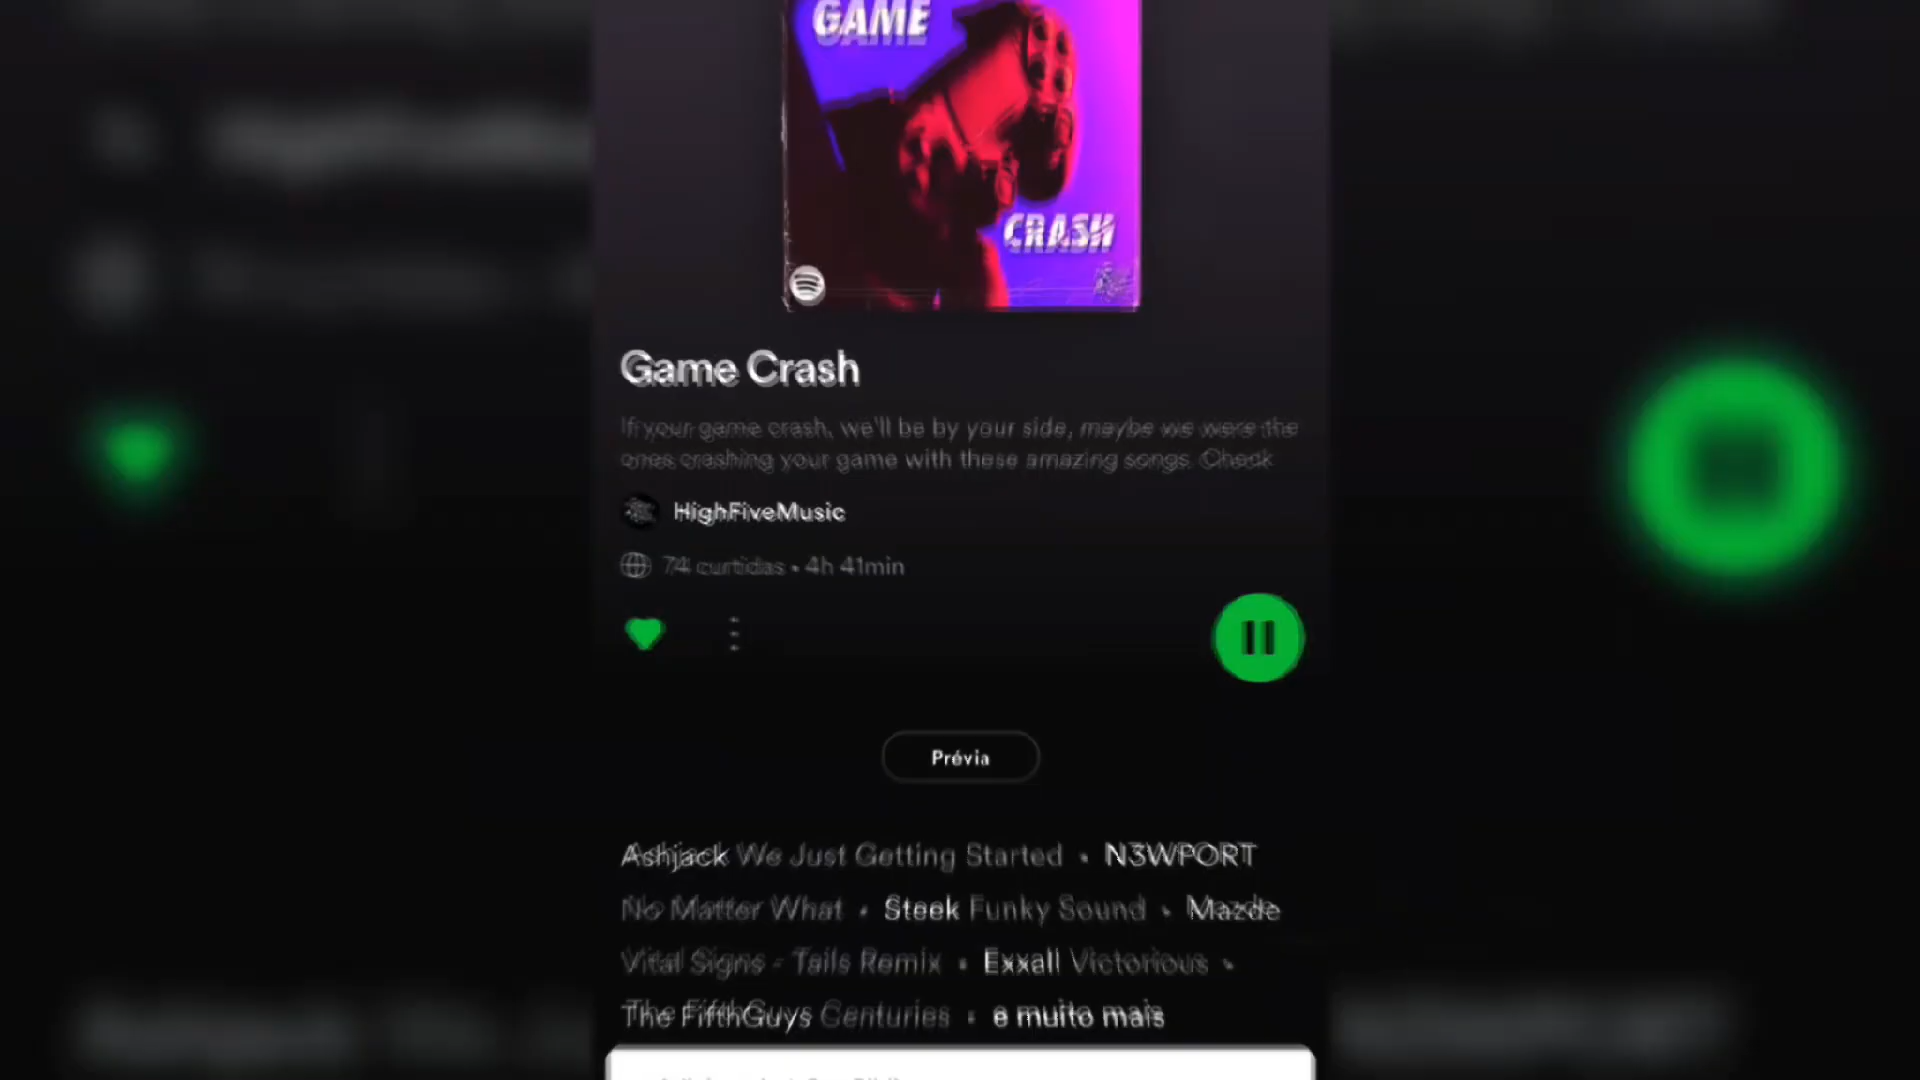 GAME
CRASH
Game Crash
If your game crash, we'll be by your side, maybe we were the
ones crashing your game with these amazing songs. Check
HighFiveMusic
74 curtidas • 4h 41min
Prévia
Ashjack We Just Getting Started • N3WPORT
No Matter What • Steek Funky Sound • Mazde
Vital Signs - Tails Remix • Exxall Victorious •
The FifthGuys Centuries • e muito mais